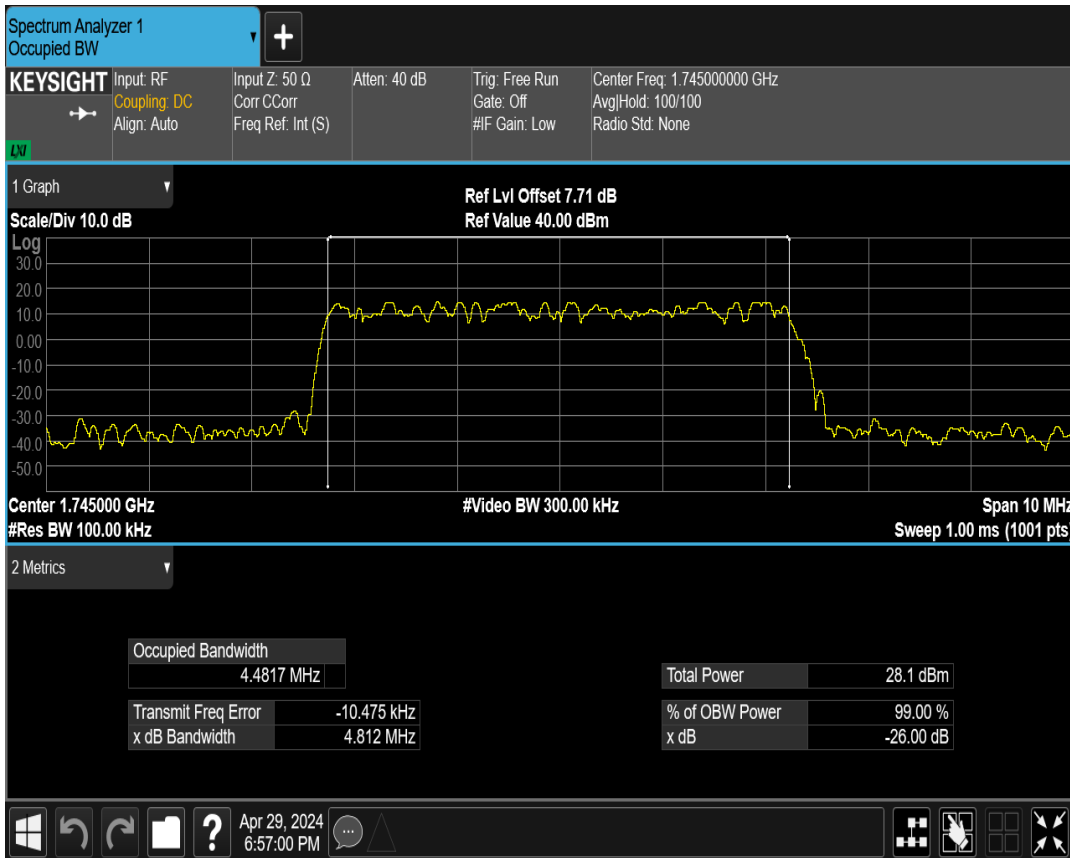 Spectrum Analyzer 1
Occupied BW
KEYSIGHT
Input: RF
Coupling: DC
Align: Auto
Input Z: 50 Ω
Corr CCorr
Freq Ref: Int (S)
Atten: 40 dB
Trig: Free Run
Gate: Off
#IF Gain: Low
Center Freq: 1.745000000 GHz
Avg|Hold: 100/100
Radio Std: None
LXI
1 Graph
Ref Lvl Offset 7.71 dB
Scale/Div 10.0 dB
Ref Value 40.00 dBm
Log
30.0
20.0
10.0
0.00
-10.0
-20.0
-30.0
-40.0
-50.0
Center 1.745000 GHz
#Video BW 300.00 kHz
Span 10 MHz
#Res BW 100.00 kHz
Sweep 1.00 ms (1001 pts)
2 Metrics
Occupied Bandwidth
4.4817 MHz
Total Power 28.1 dBm
Transmit Freq Error -10.475 kHz
% of OBW Power 99.00 %
x dB Bandwidth 4.812 MHz
x dB -26.00 dB
?
Apr 29, 2024
6:57:00 PM